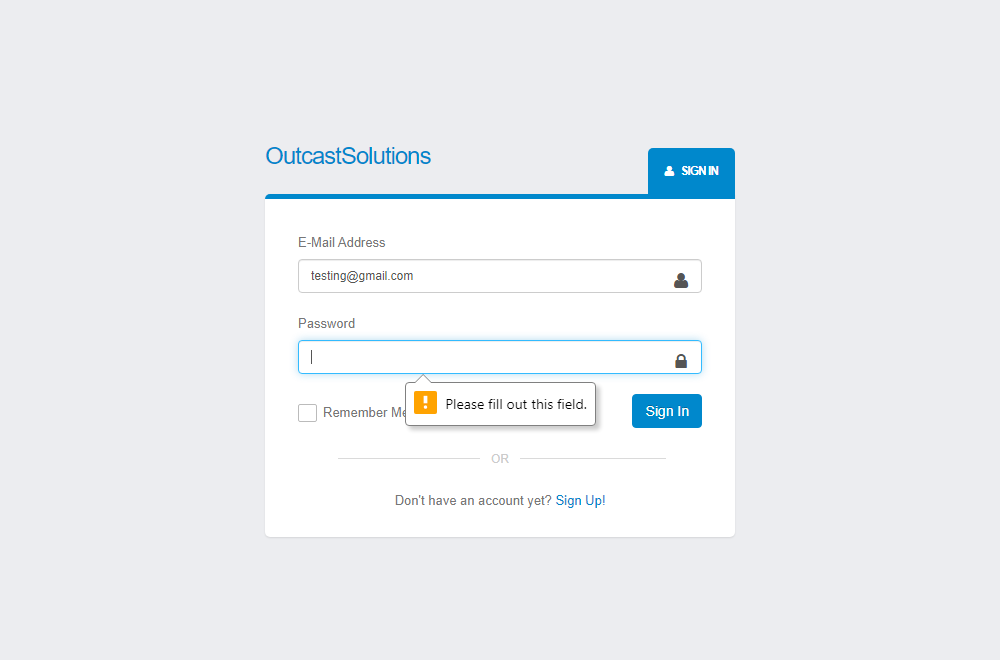 OutcastSolutions
SIGN IN
E-Mail Address
testing@gmail.com
Password
Please fill out this field.
Remember Me
Sign In
OR
Don't have an account yet? Sign Up!